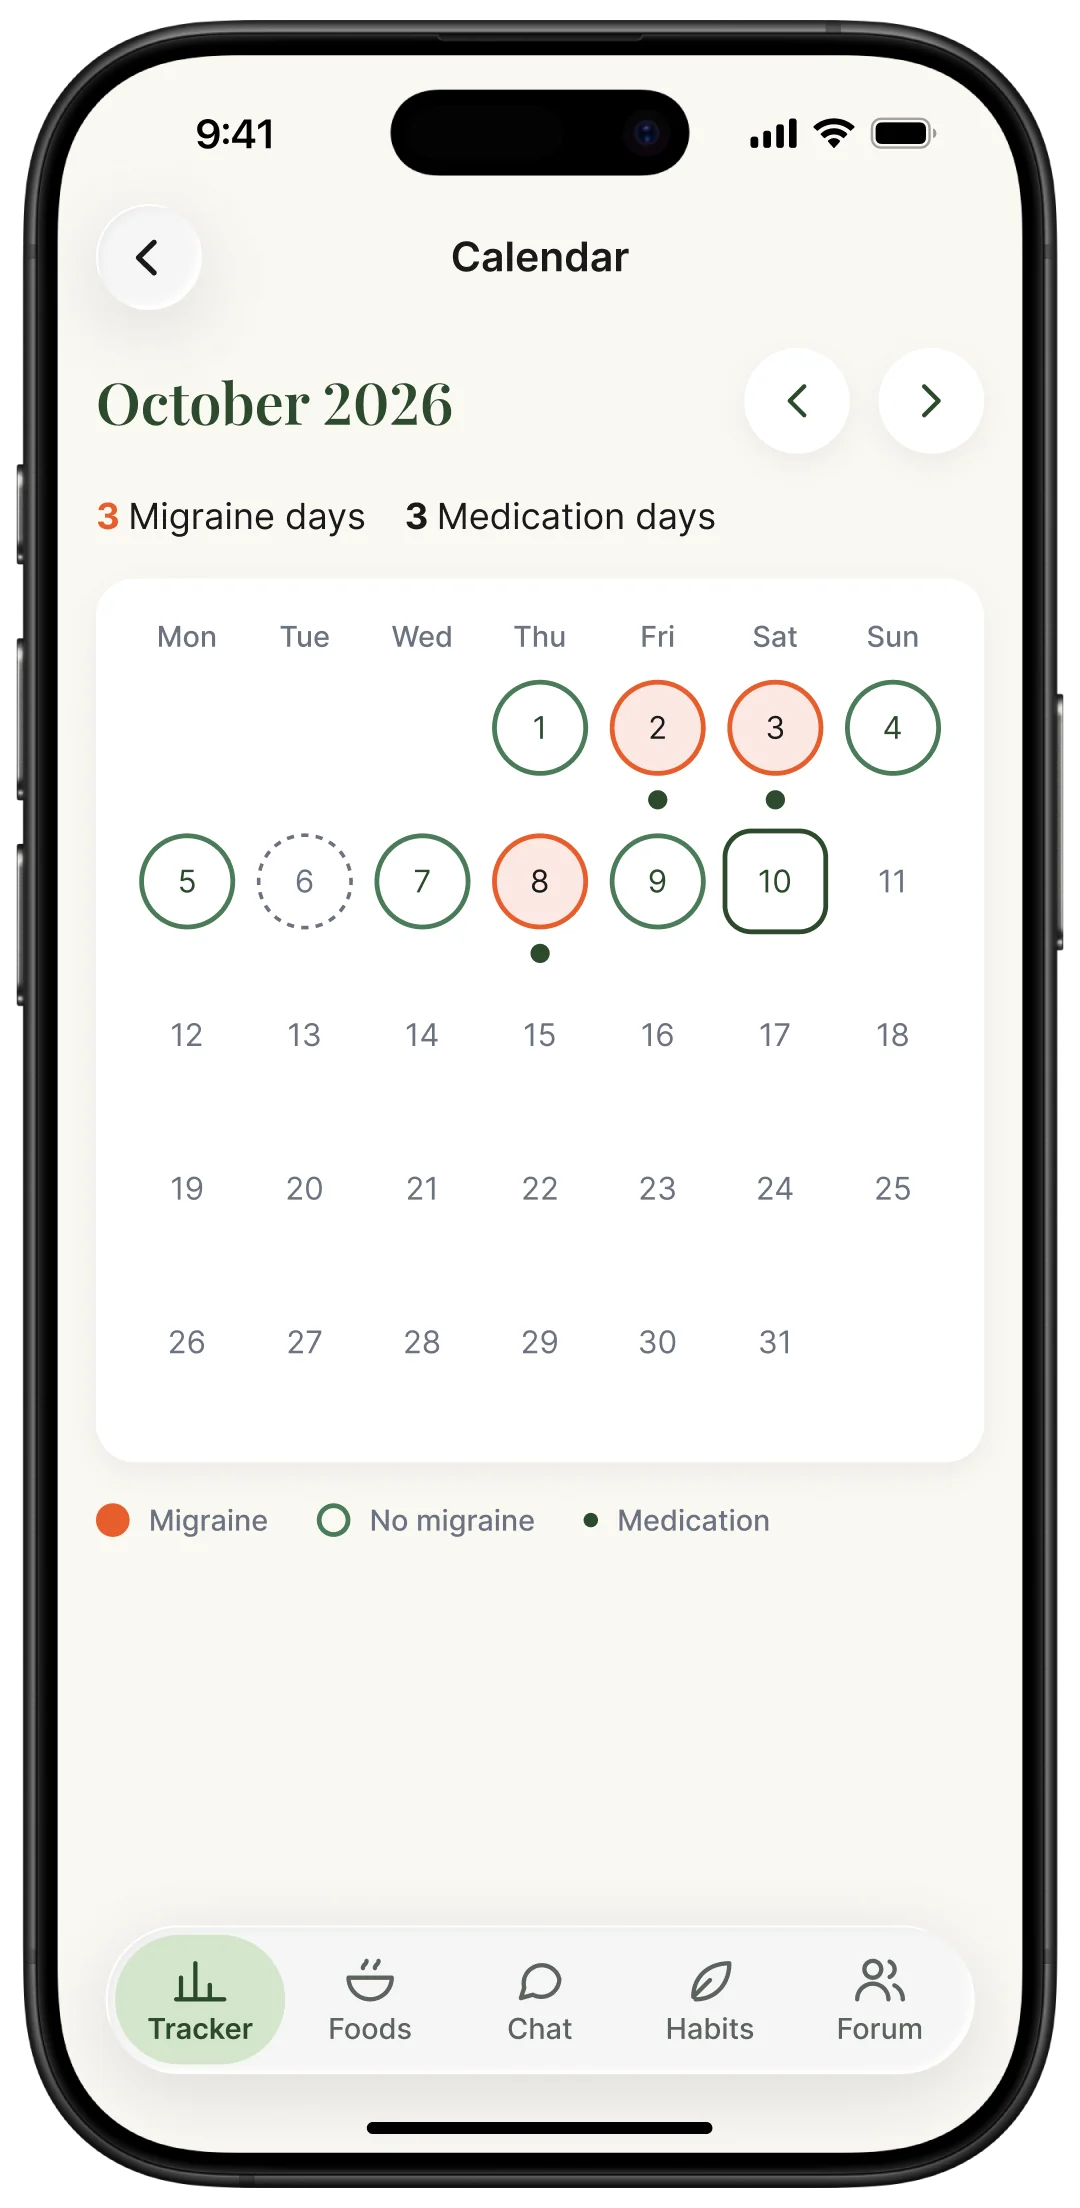 9:41
Calendar
October 2026
3 Migraine days 3 Medication days
Mon Tue Wed Thu Fri Sat Sun
1 2 3 4
5 6 7 8 9 10 11
12 13 14 15 16 17 18
19 20 21 22 23 24 25
26 27 28 29 30 31
Migraine No migraine Medication
Tracker Foods Chat Habits Forum